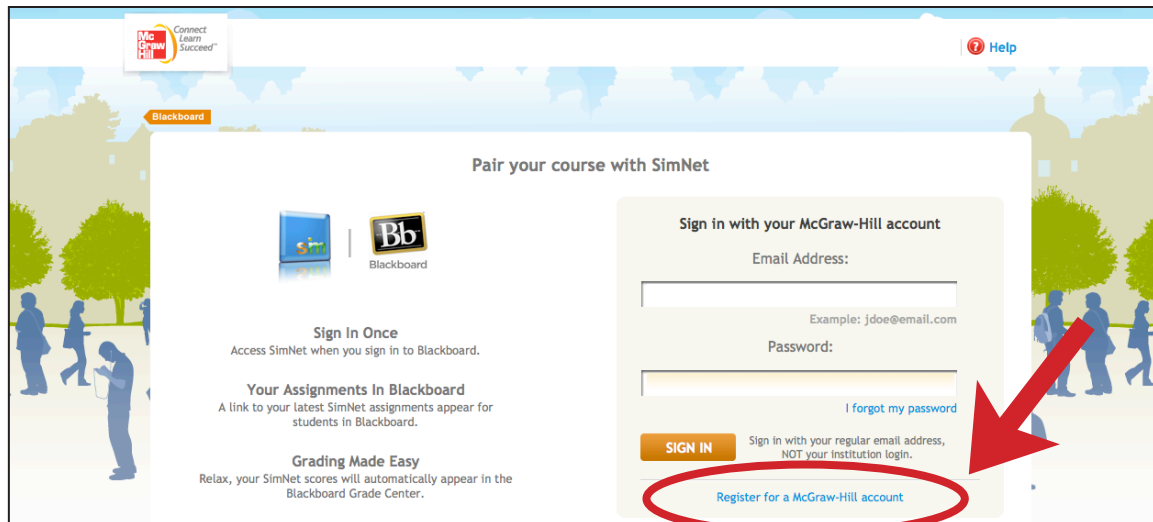 Mc
Graw
Hill
Connect
Learn
Succeed™
? Help
Blackboard
Pair your course with SimNet
sim
Bb
Blackboard
Sign In Once
Access SimNet when you sign in to Blackboard.
Your Assignments In Blackboard
A link to your latest SimNet assignments appear for
students in Blackboard.
Grading Made Easy
Relax, your SimNet scores will automatically appear in the
Blackboard Grade Center.
Sign in with your McGraw-Hill account
Email Address:
Example: jdoe@email.com
Password:
I forgot my password
SIGN IN
Sign in with your regular email address,
NOT your institution login.
Register for a McGraw-Hill account